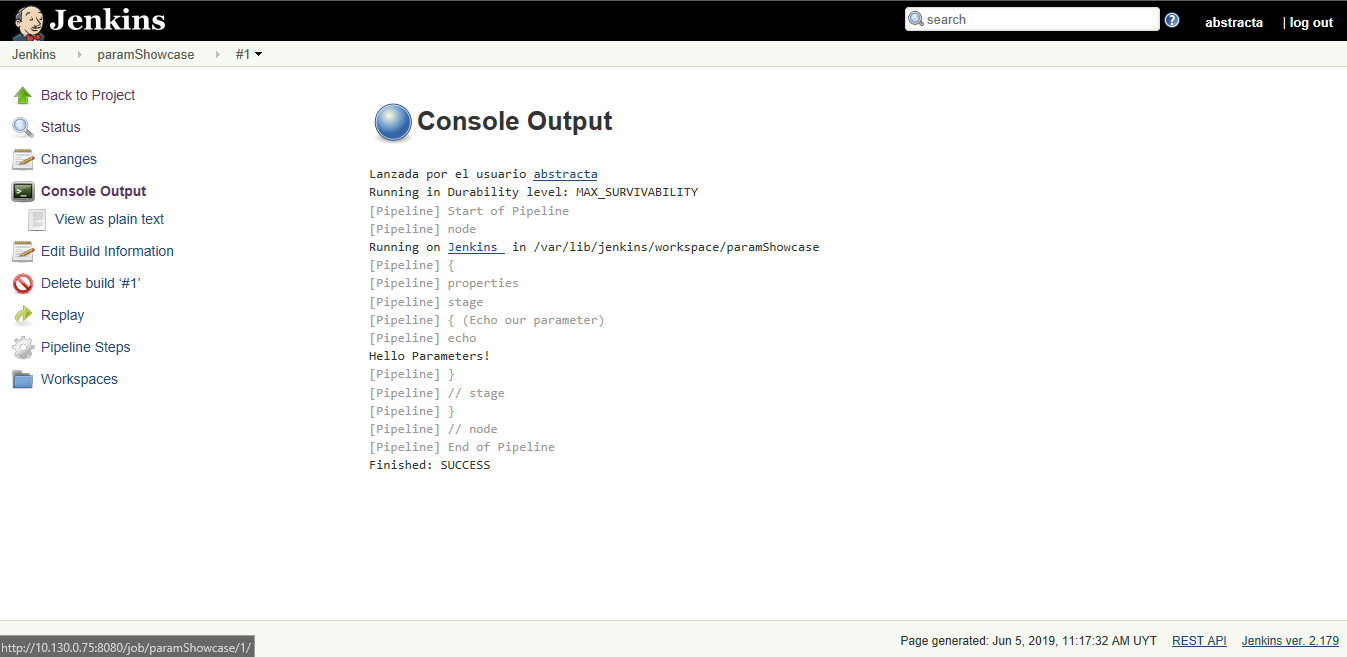 Jenkins
search
abstracta
| log out
Jenkins paramShowcase #1
Back to Project
Status
Changes
Console Output
View as plain text
Edit Build Information
Delete build ‘#1’
Replay
Pipeline Steps
Workspaces
Console Output
Lanzada por el usuario abstracta
Running in Durability level: MAX_SURVIVABILITY
[Pipeline] Start of Pipeline
[Pipeline] node
Running on Jenkins in /var/lib/jenkins/workspace/paramShowcase
[Pipeline] {
[Pipeline] properties
[Pipeline] stage
[Pipeline] { (Echo our parameter)
[Pipeline] echo
Hello Parameters!
[Pipeline] }
[Pipeline] // stage
[Pipeline] }
[Pipeline] // node
[Pipeline] End of Pipeline
Finished: SUCCESS
Page generated: Jun 5, 2019, 11:17:32 AM UYT REST API Jenkins ver. 2.179
http://10.130.0.75:8080/job/paramShowcase/1/